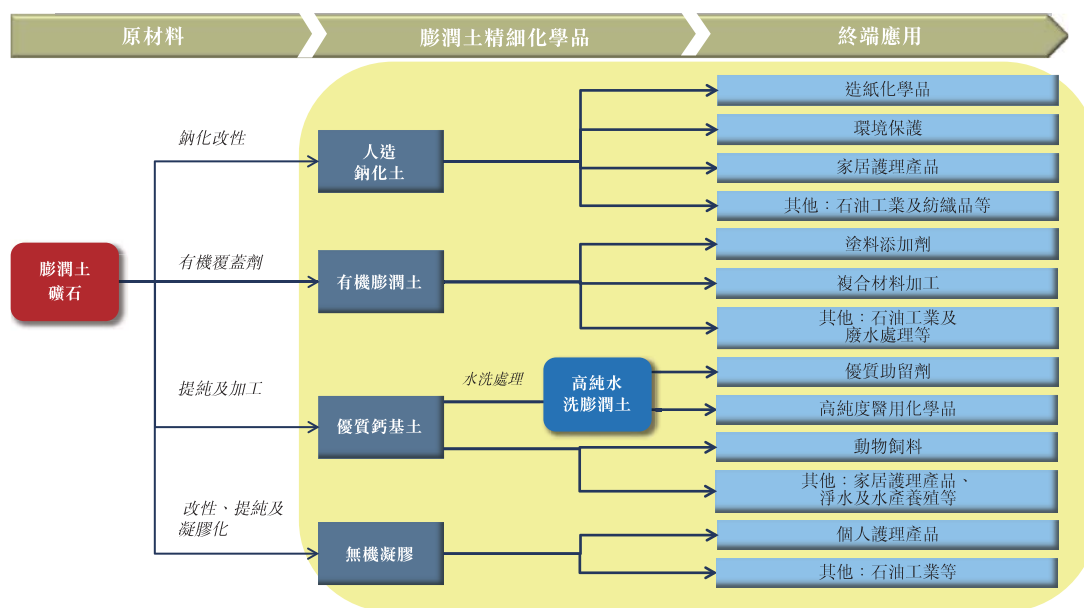 原材料
膨潤土精細化學品
終端應用
膨潤土
礦石
鈉化改性
有機覆蓋劑
提純及加工
改性、提純及
凝膠化
人造
鈉化土
有機膨潤土
優質鈣基土
無機凝膠
水洗處理
高純水
洗膨潤土
造紙化學品
環境保護
家居護理產品
其他：石油工業及紡織品等
塗料添加劑
複合材料加工
其他：石油工業及
廢水處理等
優質助留劑
高純度醫用化學品
動物飼料
其他：家居護理產品、
淨水及水產養殖等
個人護理產品
其他：石油工業等